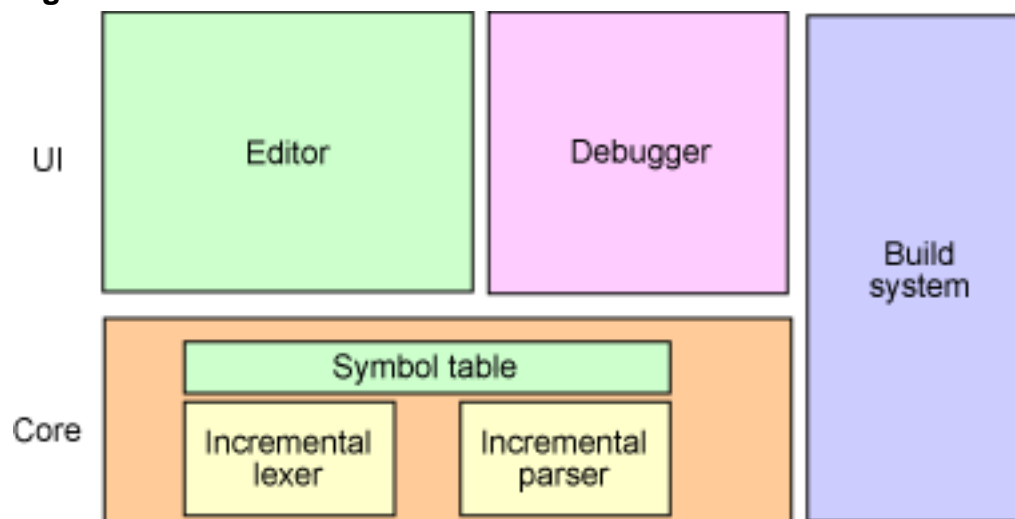 UI
Editor
Debugger
Build
system
Core
Symbol table
Incremental
lexer
Incremental
parser